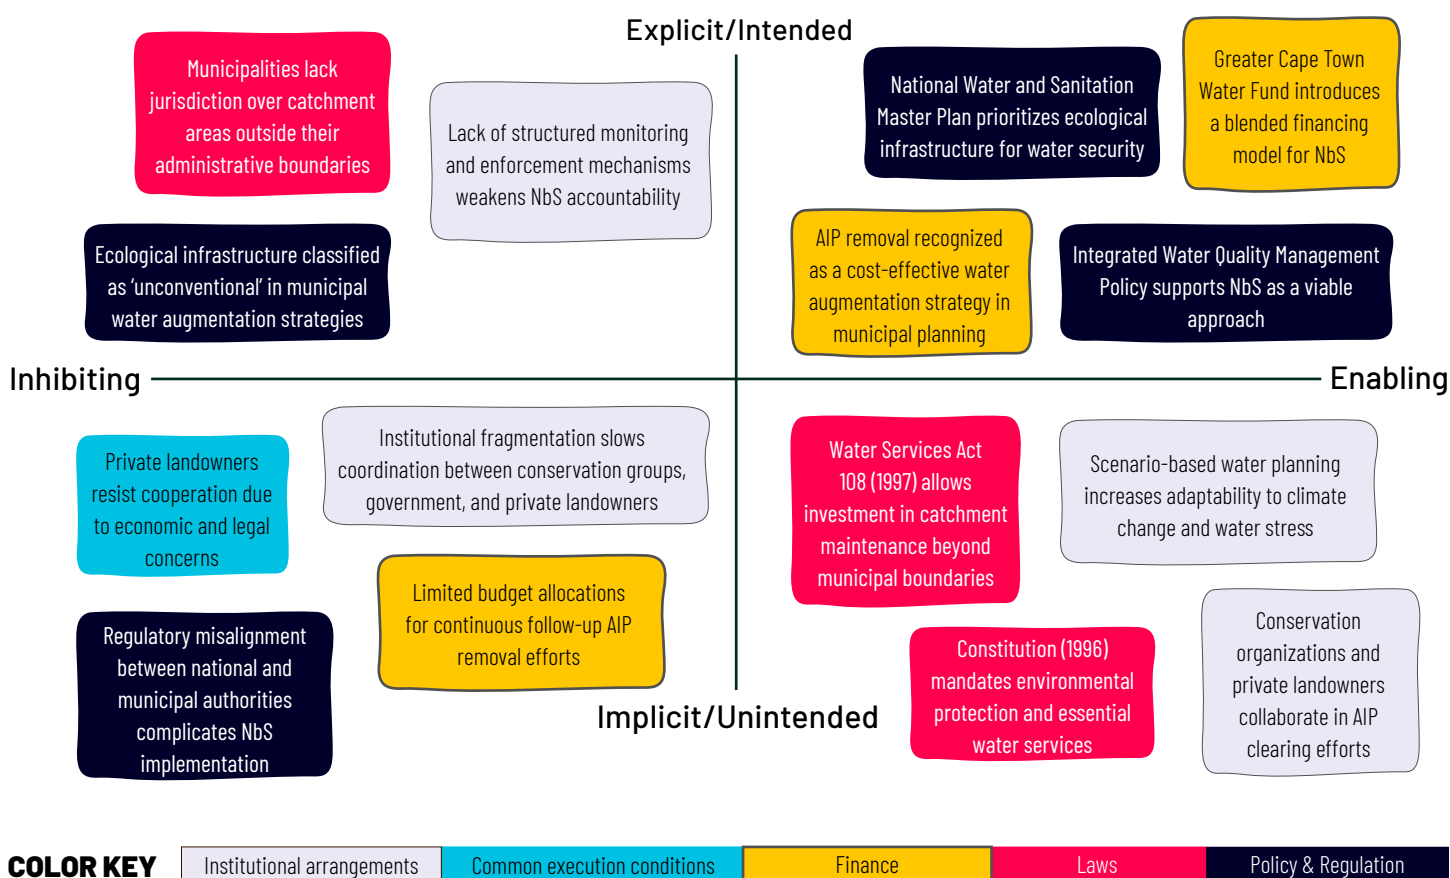 Explicit/Intended
Municipalities lack
jurisdiction over catchment
areas outside their
administrative boundaries
Lack of structured monitoring
and enforcement mechanisms
weakens NbS accountability
Ecological infrastructure classified
as ‘unconventional’ in municipal
water augmentation strategies
National Water and Sanitation
Master Plan prioritizes ecological
infrastructure for water security
Greater Cape Town
Water Fund introduces
a blended financing
model for NbS
AIP removal recognized
as a cost-effective water
augmentation strategy in
municipal planning
Integrated Water Quality Management
Policy supports NbS as a viable
approach
Inhibiting
Enabling
Private landowners
resist cooperation due
to economic and legal
concerns
Institutional fragmentation slows
coordination between conservation groups,
government, and private landowners
Limited budget allocations
for continuous follow-up AIP
removal efforts
Regulatory misalignment
between national and
municipal authorities
complicates NbS
implementation
Water Services Act
108 (1997) allows
investment in catchment
maintenance beyond
municipal boundaries
Scenario-based water planning
increases adaptability to climate
change and water stress
Constitution (1996)
mandates environmental
protection and essential
water services
Conservation
organizations and
private landowners
collaborate in AIP
clearing efforts
Implicit/Unintended
COLOR KEY
Institutional arrangements
Common execution conditions
Finance
Laws
Policy & Regulation